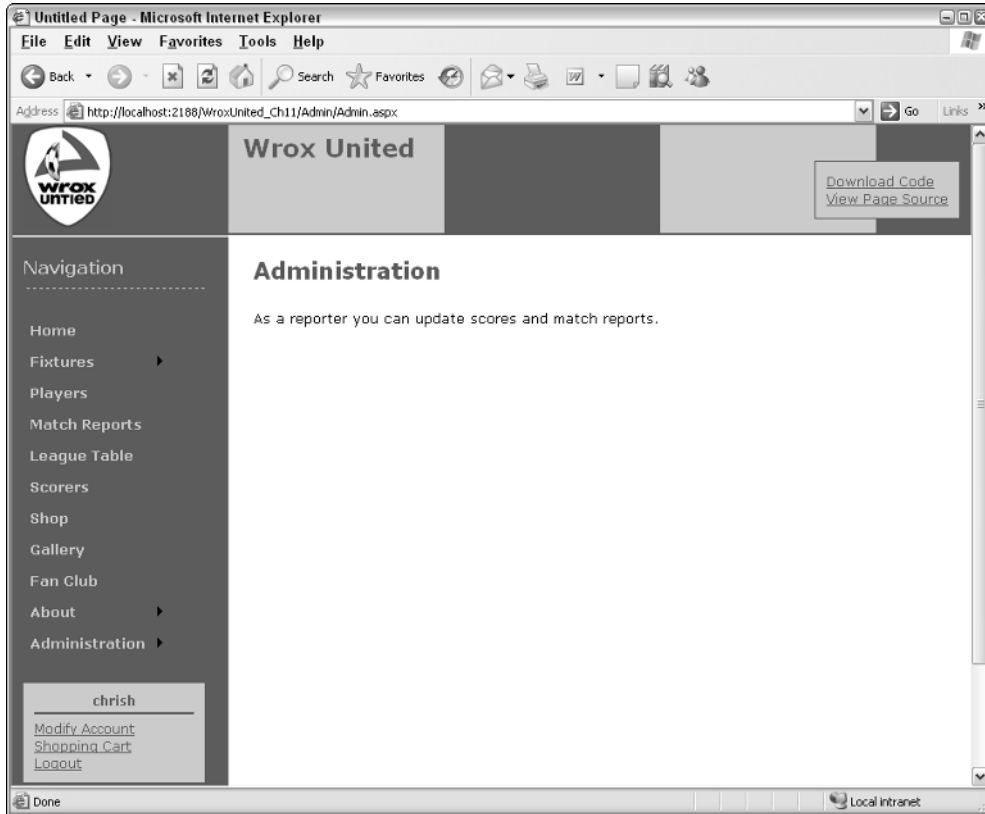 Untitled Page - Microsoft Internet Explorer
File Edit View Favorites Tools Help
Back Search Favorites
Address http://localhost:2188/WroxUnited_Ch11/Admin/Admin.aspx Go Links »
wrox
UNTIED
Wrox United
Download Code
View Page Source
Navigation
Home
Fixtures
Players
Match Reports
League Table
Scorers
Shop
Gallery
Fan Club
About
Administration
chrish
Modify Account
Shopping Cart
Logout
Administration
As a reporter you can update scores and match reports.
Done Local intranet